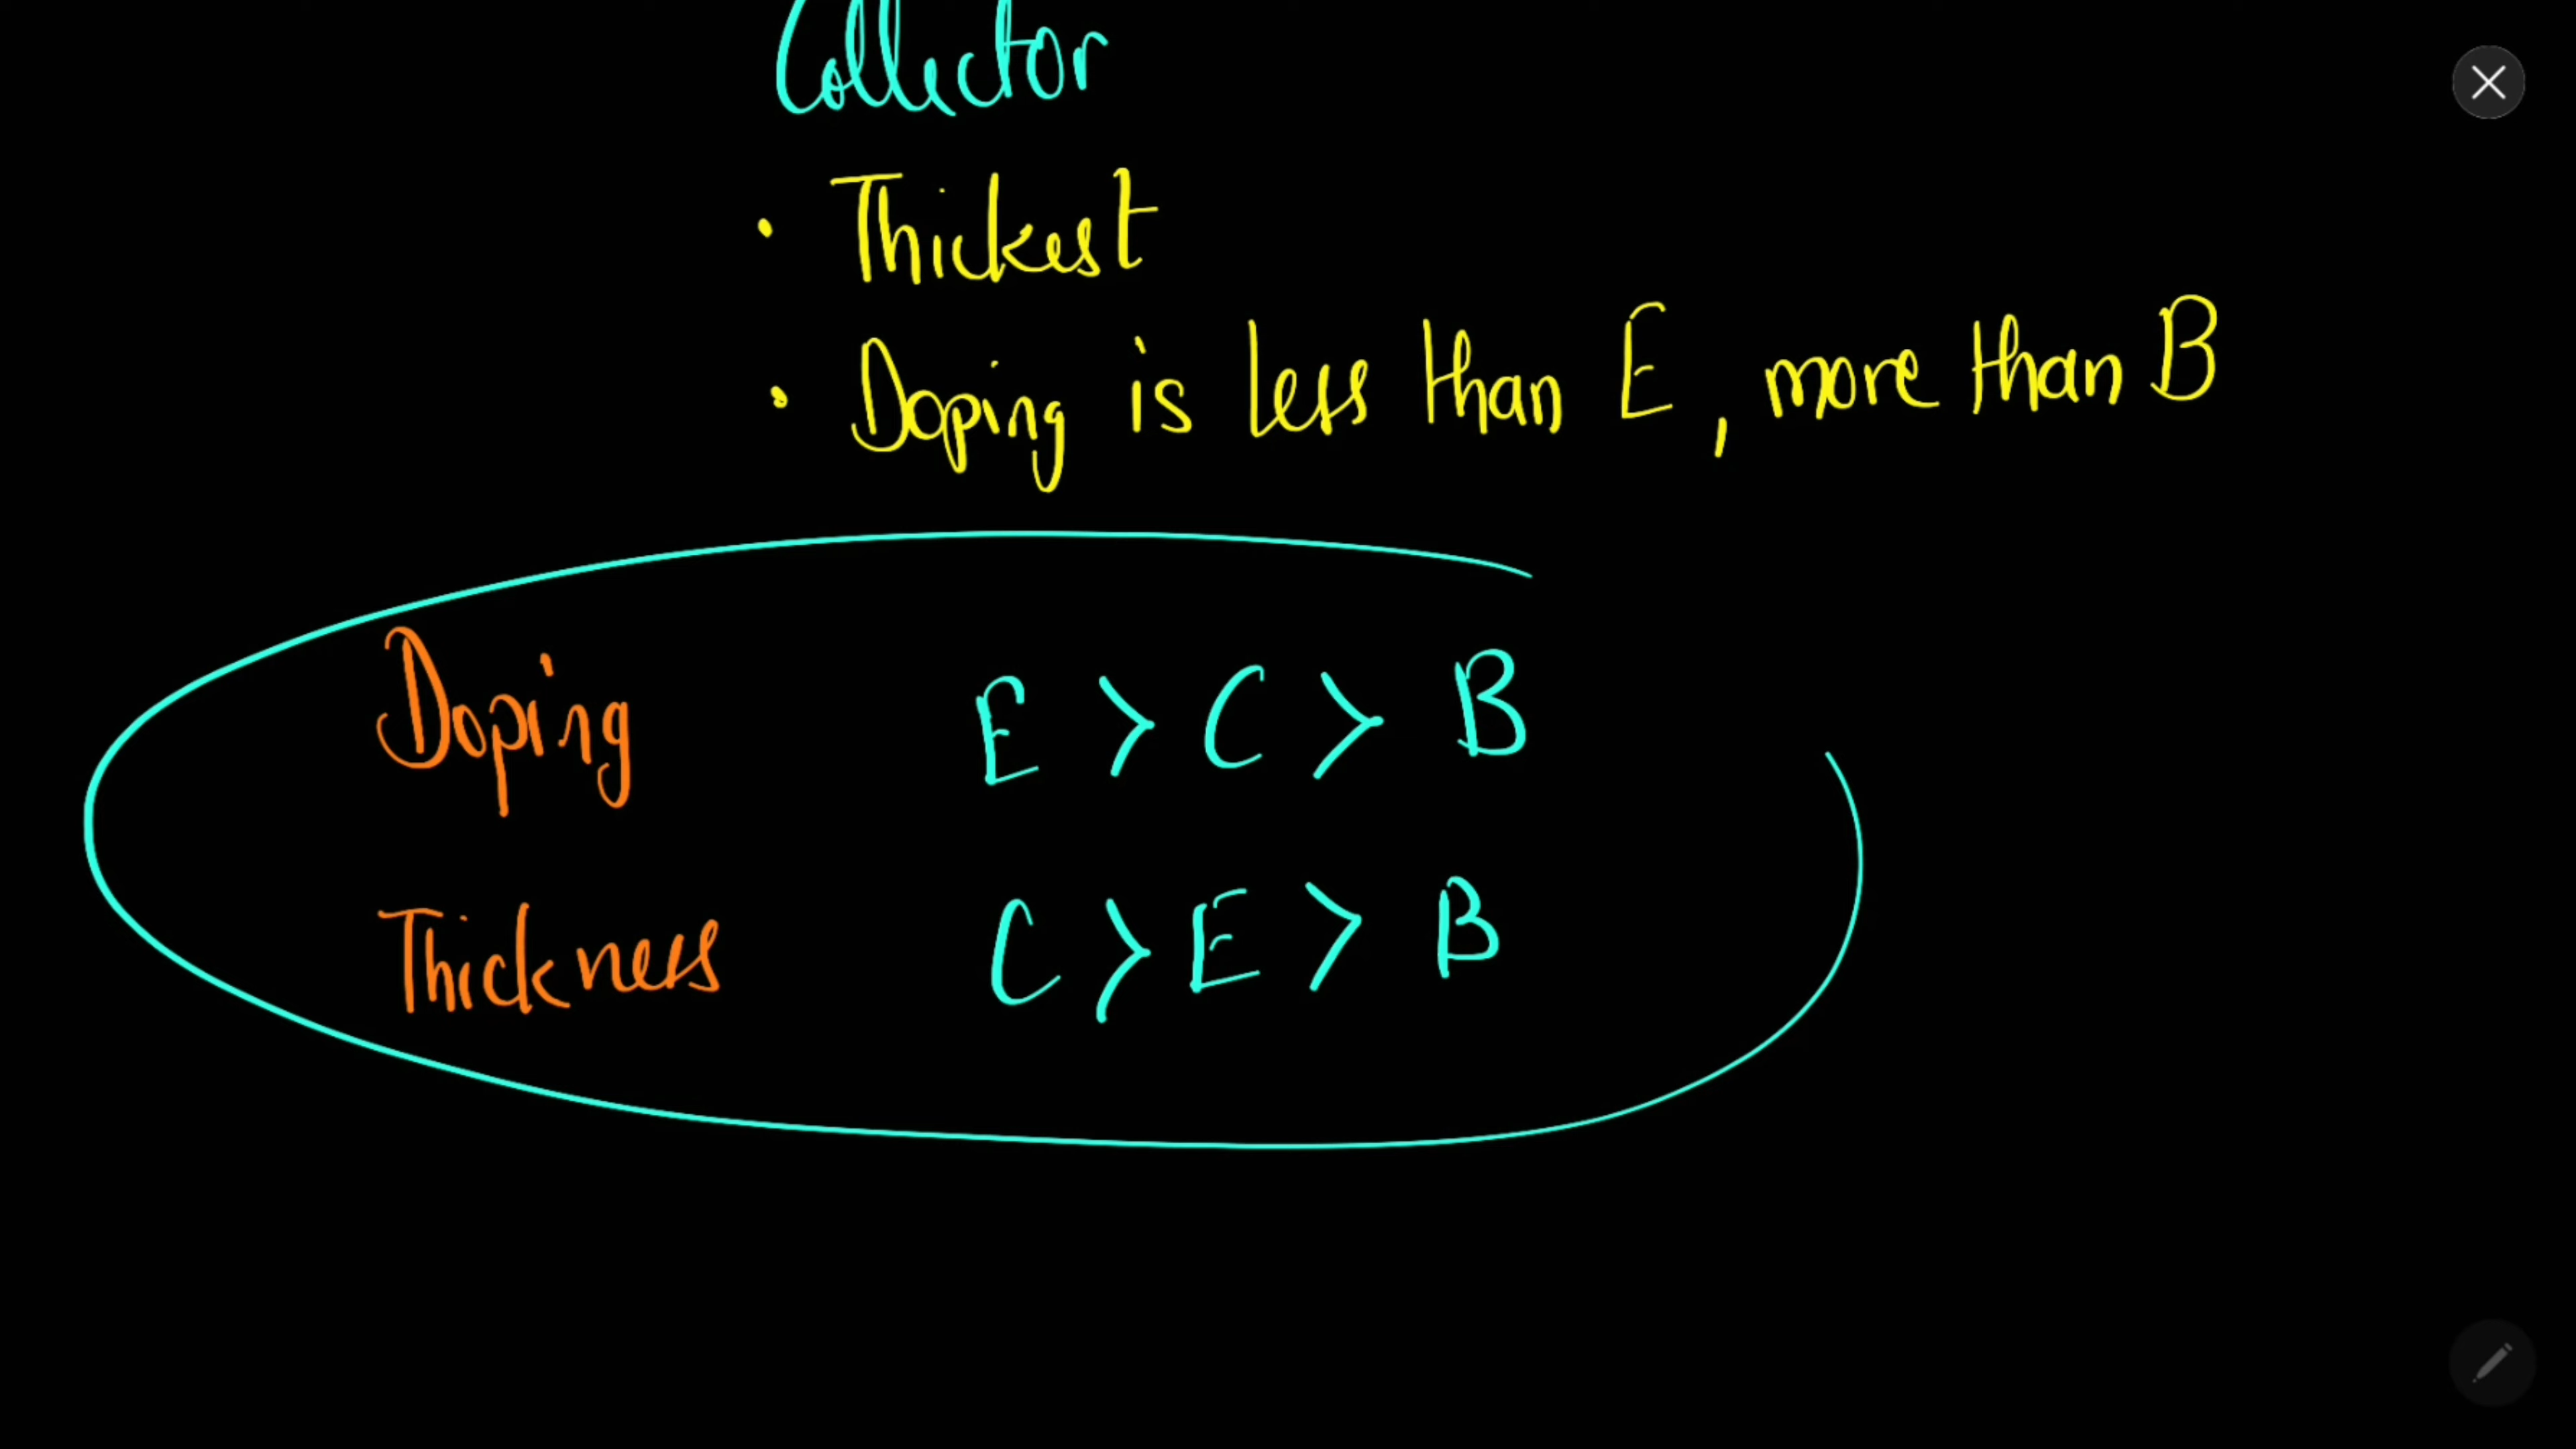 Collector
• Thickest
• Doping is less than E, more than B
Doping E > C > B
Thickness C > E > B